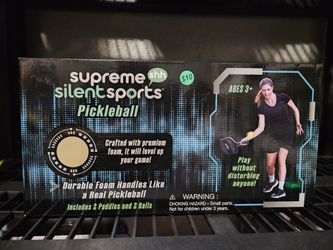 supreme shh
$10
silentsports
Pickleball
AGES 3+
Crafted with premium
foam, it will level up
your game!
Play
without
disturbing
anyone!
Durable Foam Handles Like
a Real Pickleball
Includes 2 Paddles and 2 Balls
WARNING:
CHOKING HAZARD - Small parts.
Not for children under 3 years.